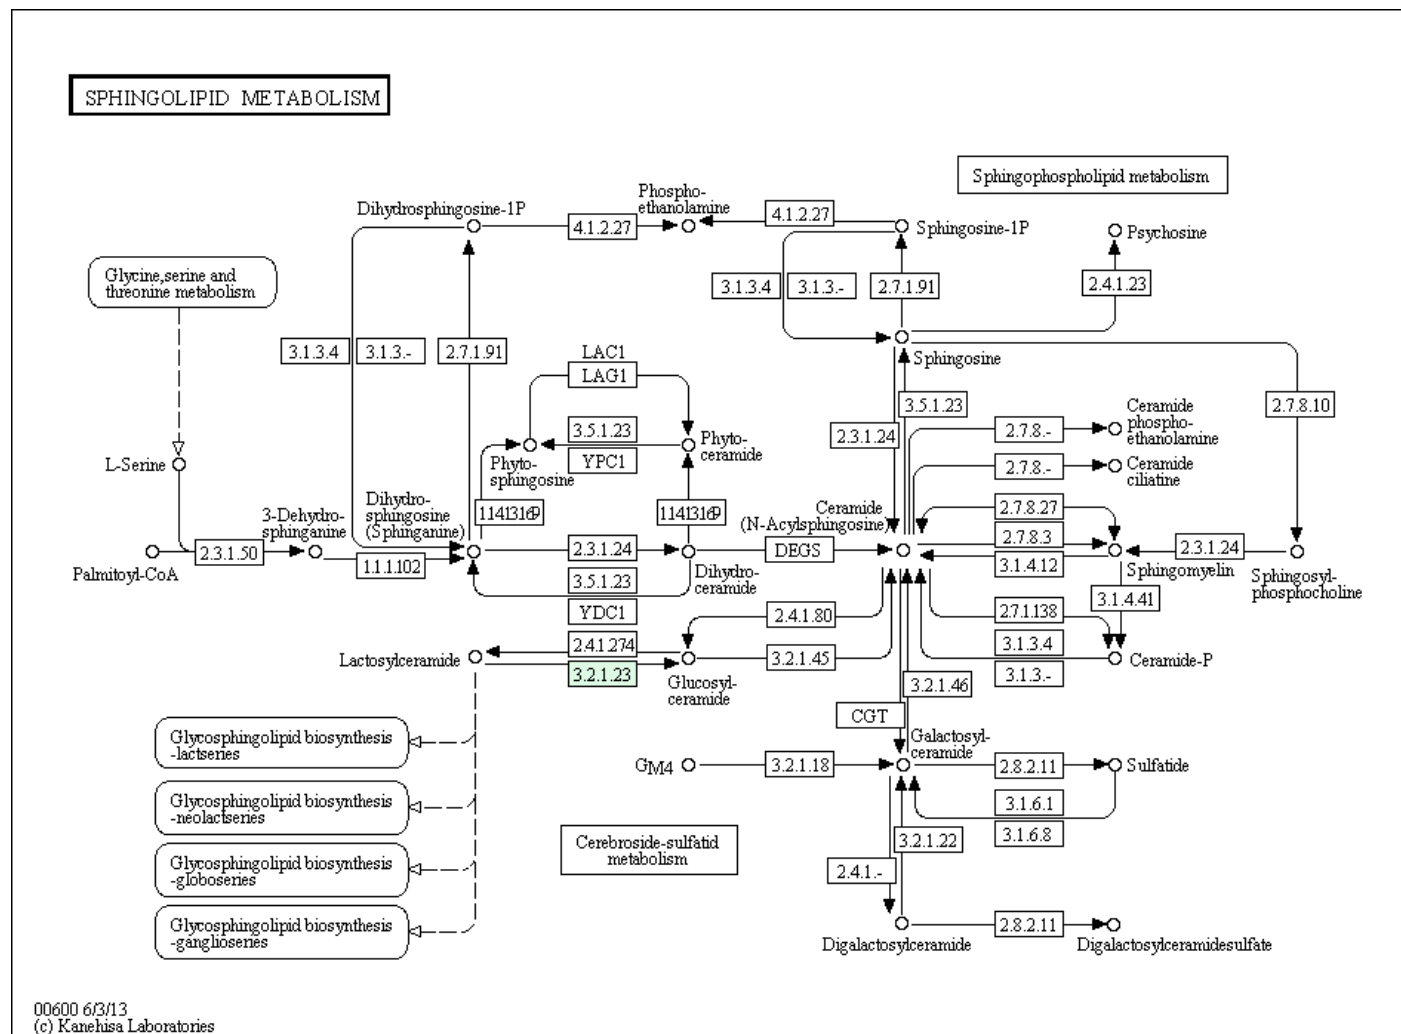 SPHINGOLIPID METABOLISM
Sphingophospholipid metabolism
Phospho-
ethanolamine
Dihydrosphingosine-1P
4.1.2.27
4.1.2.27
Sphingosine-1P
Psychosine
Glycine,serine and
threonine metabolism
3.1.3.4
3.1.3.-
2.7.1.91
2.4.1.23
3.1.3.4
3.1.3.-
2.7.1.91
LAC1
LAG1
Sphingosine
3.5.1.23
2.7.8.10
2.3.1.24
3.5.1.23
YPC1
Phyto-
ceramide
Phyto-
sphingosine
2.7.8.-
Ceramide
phospho-
ethanolamine
L-Serine
2.7.8.-
Ceramide
ciliatine
3-Dehydro-
sphinganine
Dihydro-
sphingosine
(Sphinganine)
Ceramide
(N-Acylsphingosine)
2.7.8.27
2.7.8.3
3.1.4.12
Palmitoyl-CoA
2.3.1.50
1.1.1.102
2.3.1.24
3.5.1.23
YDC1
Dihydro-
ceramide
DEGS
Sphingomyelin
2.3.1.24
Sphingosyl-
phosphocholine
3.1.4.41
2.4.1.80
2.7.1.138
3.1.3.4
3.1.3.-
Ceramide-P
Lactosylceramide
2.4.1.274
3.2.1.23
Glucosyl-
ceramide
3.2.1.45
3.2.1.46
CGT
Glycosphingolipid biosynthesis
-lactseries
GM4
3.2.1.18
Galactosyl-
ceramide
2.8.2.11
Sulfatide
Glycosphingolipid biosynthesis
-neolactseries
3.1.6.1
3.1.6.8
Cerebroside-sulfatid
metabolism
3.2.1.22
2.4.1.-
Glycosphingolipid biosynthesis
-globoseries
Glycosphingolipid biosynthesis
-ganglioseries
Digalactosylceramide
2.8.2.11
Digalactosylceramidesulfate
00600 6/3/13
(c) Kanehisa Laboratories